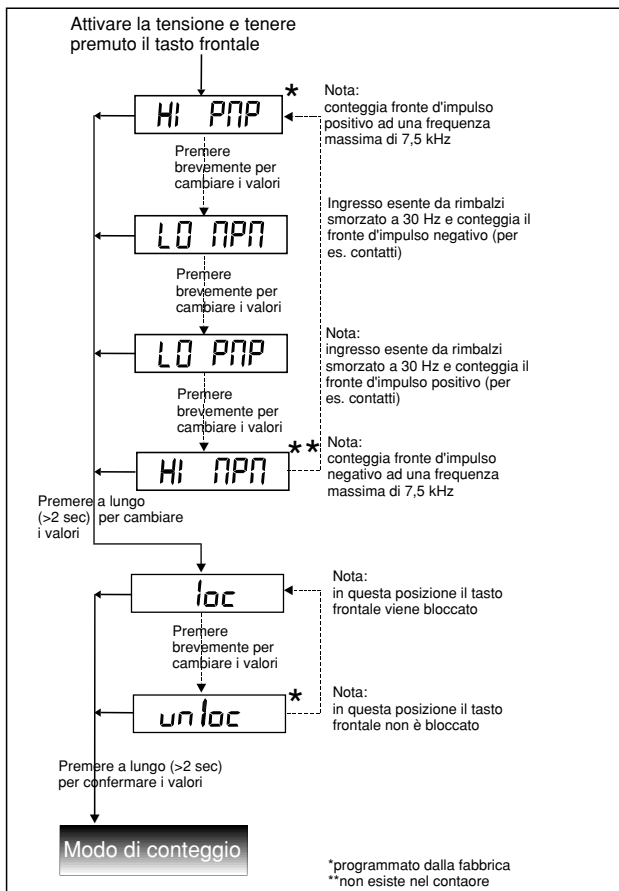 Attivare la tensione e tenere
premuto il tasto frontale
HI PNP *
Nota:
conteggia fronte d'impulso
positivo ad una frequenza
massima di 7,5 kHz
Premere
brevemente per
cambiare i valori
LO NPN
Ingresso esente da rimbalzi
smorzato a 30 Hz e conteggia il
fronte d'impulso negativo (per
es. contatti)
Premere
brevemente per
cambiare i valori
LO PNP
Nota:
ingresso esente da rimbalzi
smorzato a 30 Hz e conteggia il
fronte d'impulso positivo (per
es. contatti)
Premere
brevemente per
cambiare i valori
HI NPN **
Nota:
conteggia fronte d'impulso
negativo ad una frequenza
massima di 7,5 kHz
Premere a lungo
(>2 sec) per cambiare
i valori
loc
Nota:
in questa posizione il tasto
frontale viene bloccato
Premere
brevemente per
cambiare i valori
unloc *
Nota:
in questa posizione il tasto
frontale non è bloccato
Premere a lungo (>2 sec)
per confermare i valori
Modo di conteggio
*programmato dalla fabbrica
**non esiste nel contaore